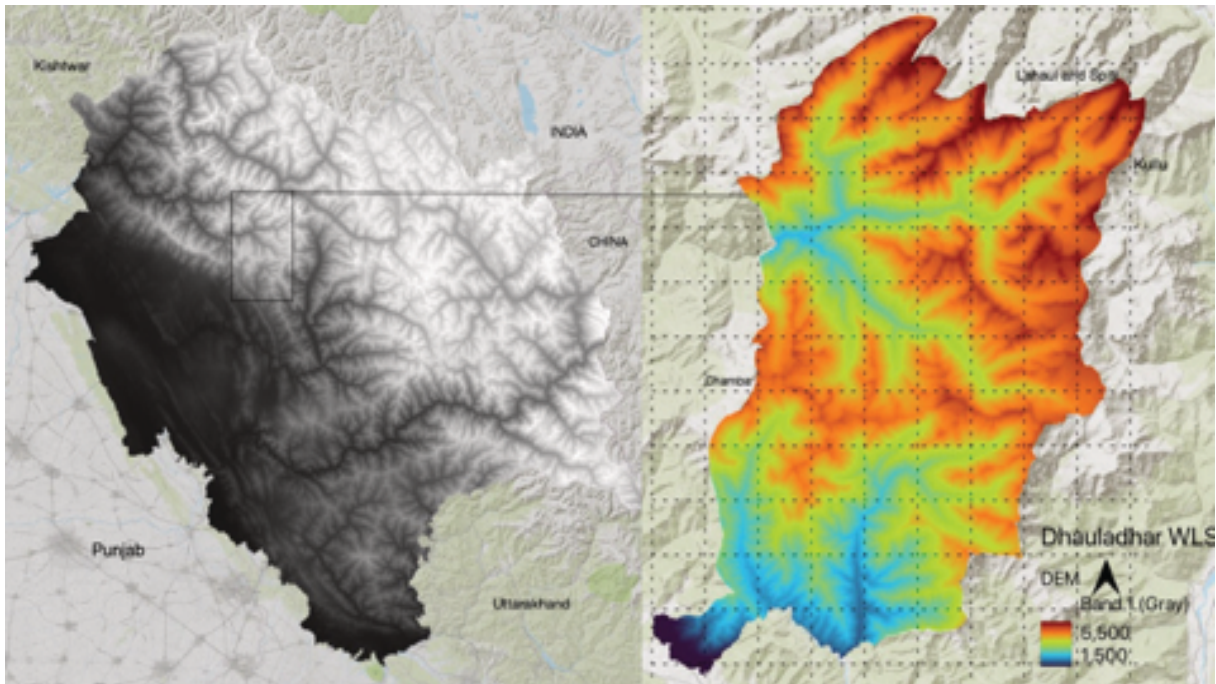 Kishtwar
INDIA
CHINA
Punjab
Uttarakhand
Lahaul and Spiti
Kullu
Chamba
Dhauladhar WLS
DEM
Band 1 (Gray)
5,500
1,500